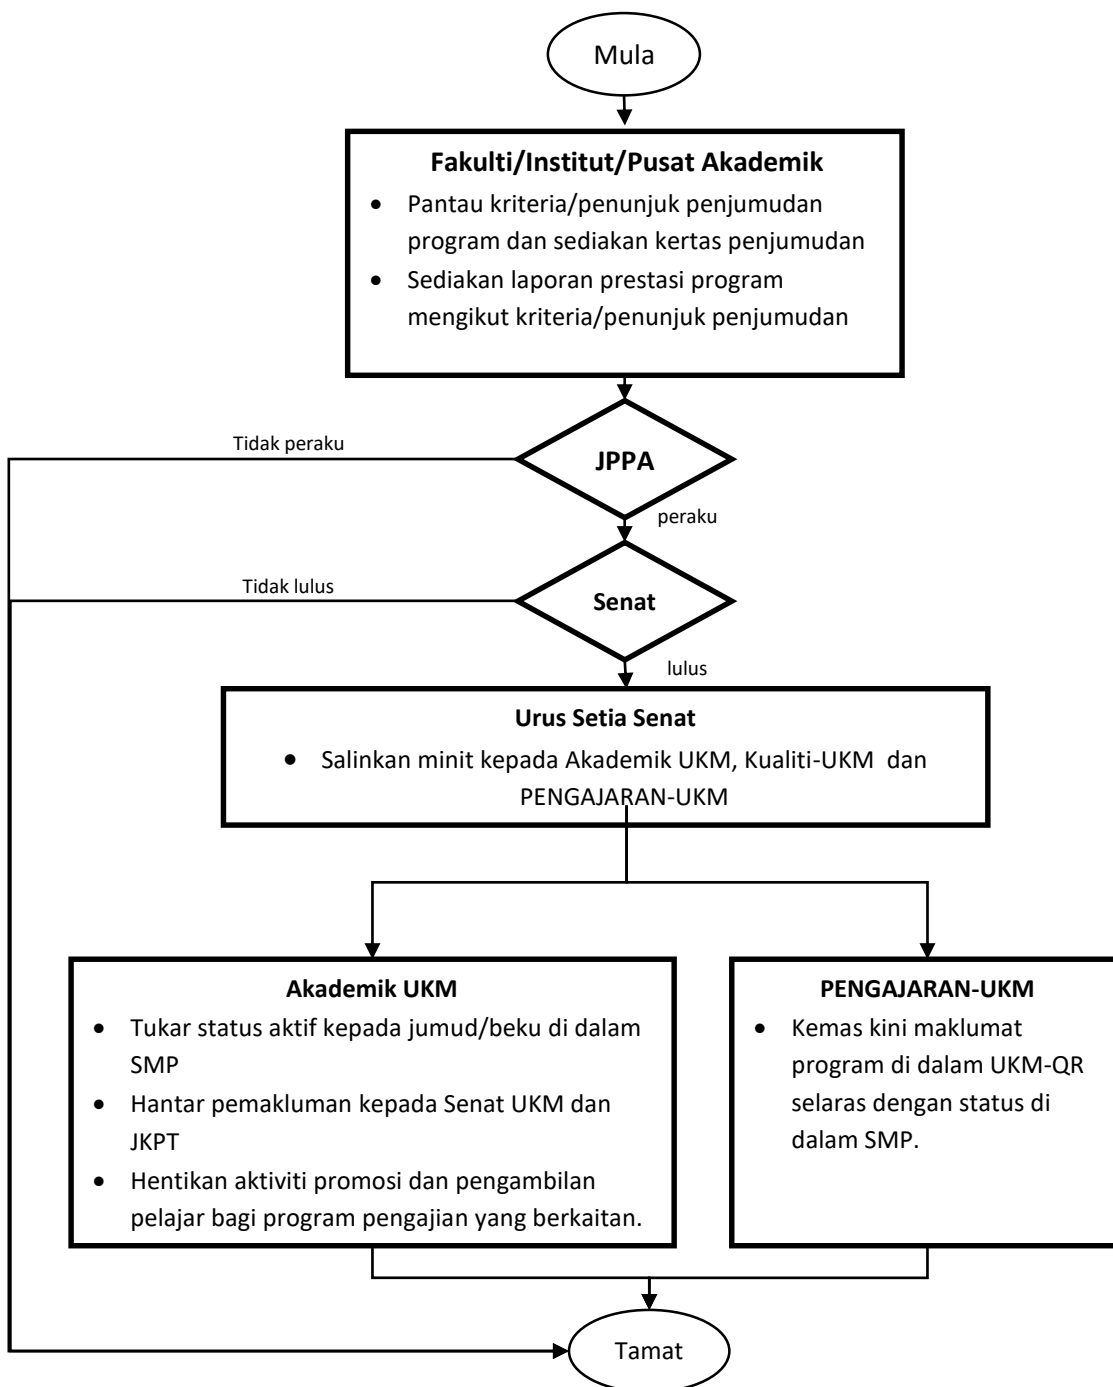 Mula
Fakulti/Institut/Pusat Akademik
• Pantau kriteria/penunjuk penjumudan
program dan sediakan kertas penjumudan
• Sediakan laporan prestasi program
mengikut kriteria/penunjuk penjumudan
Tidak peraku
JPPA
peraku
Tidak lulus
Senat
lulus
Urus Setia Senat
• Salinkan minit kepada Akademik UKM, Kualiti-UKM dan
PENGAJARAN-UKM
Akademik UKM
• Tukar status aktif kepada jumud/beku di dalam
SMP
• Hantar pemakluman kepada Senat UKM dan
JKPT
• Hentikan aktiviti promosi dan pengambilan
pelajar bagi program pengajian yang berkaitan.
PENGAJARAN-UKM
• Kemas kini maklumat
program di dalam UKM-QR
selaras dengan status di
dalam SMP.
Tamat